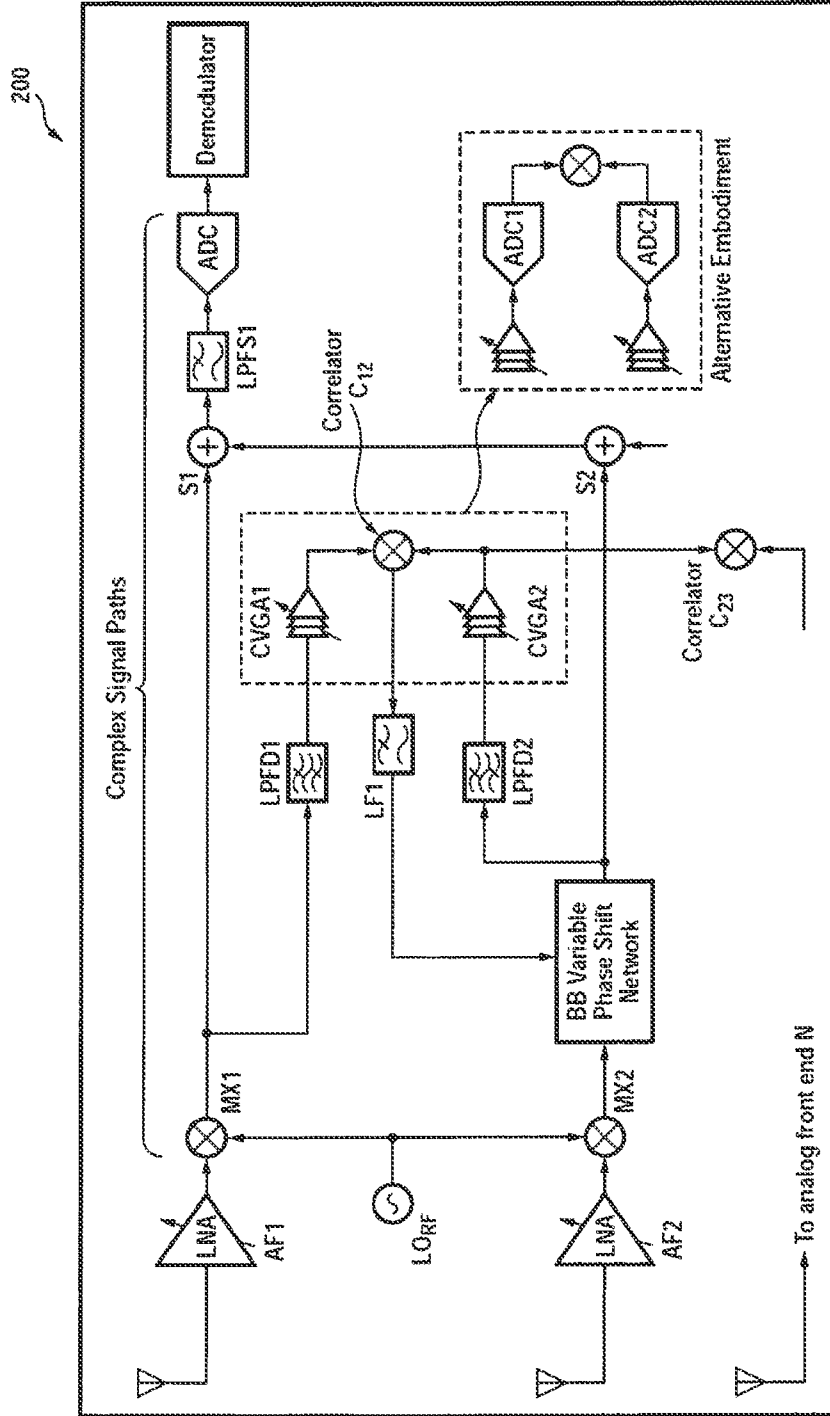 200
Complex Signal Paths
Demodulator
ADC
LPFS1
S1
MX1
LNA
AF1
Correlator
C12
CVGA1
LPFD1
LF1
CVGA2
LPFD2
LORF
ADC1
ADC2
Alternative Embodiment
S2
BB Variable
Phase Shift
Network
MX2
LNA
AF2
Correlator
C23
To analog front end N